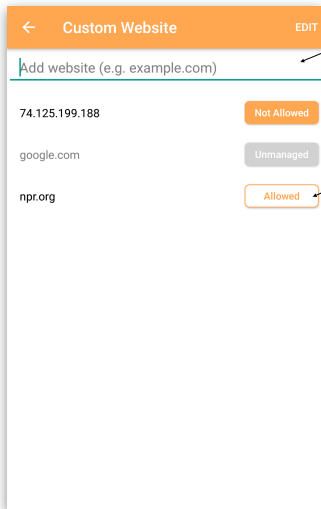 Custom Website EDIT
Add website (e.g. example.com)
74.125.199.188 Not Allowed
google.com Unmanaged
npr.org Allowed